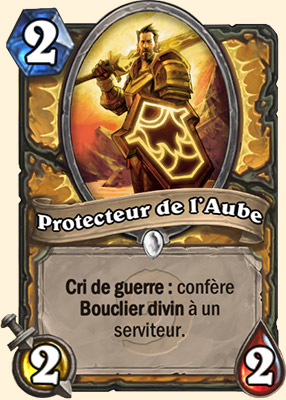 2
Protecteur de l'Aube
Cri de guerre : confère
Bouclier divin à un
serviteur.
2 2